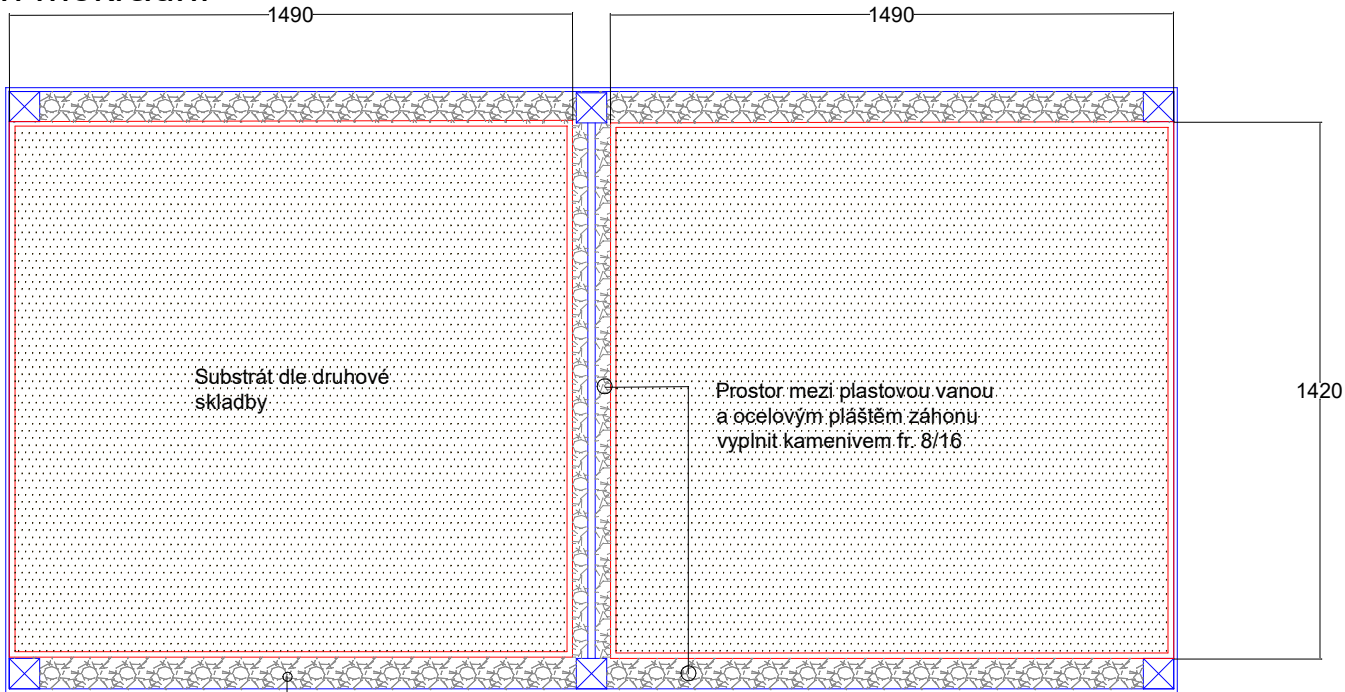 1490
1490
Substrát dle druhové
skladby
Prostor mezi plastovou vanou
a ocelovým pláštěm záhonu
vyplnit kamenivem fr. 8/16
1420